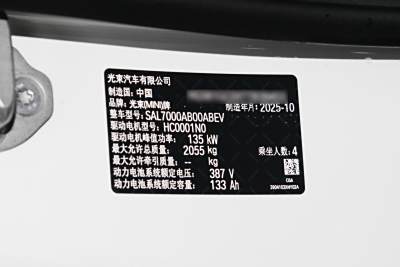 光束汽车有限公司
制造国：中国
品牌：光束(MINI)牌
制造年月：2025-10
整车型号：SAL7000AB00ABEV
驱动电机型号：HC0001N0
驱动电机峰值功率：135 kW
最大允许总质量：2055 kg
乘坐人数：4
最大允许牵引质量：-- kg
动力电池系统额定电压：387 V
动力电池系统额定容量：133 Ah
CGA